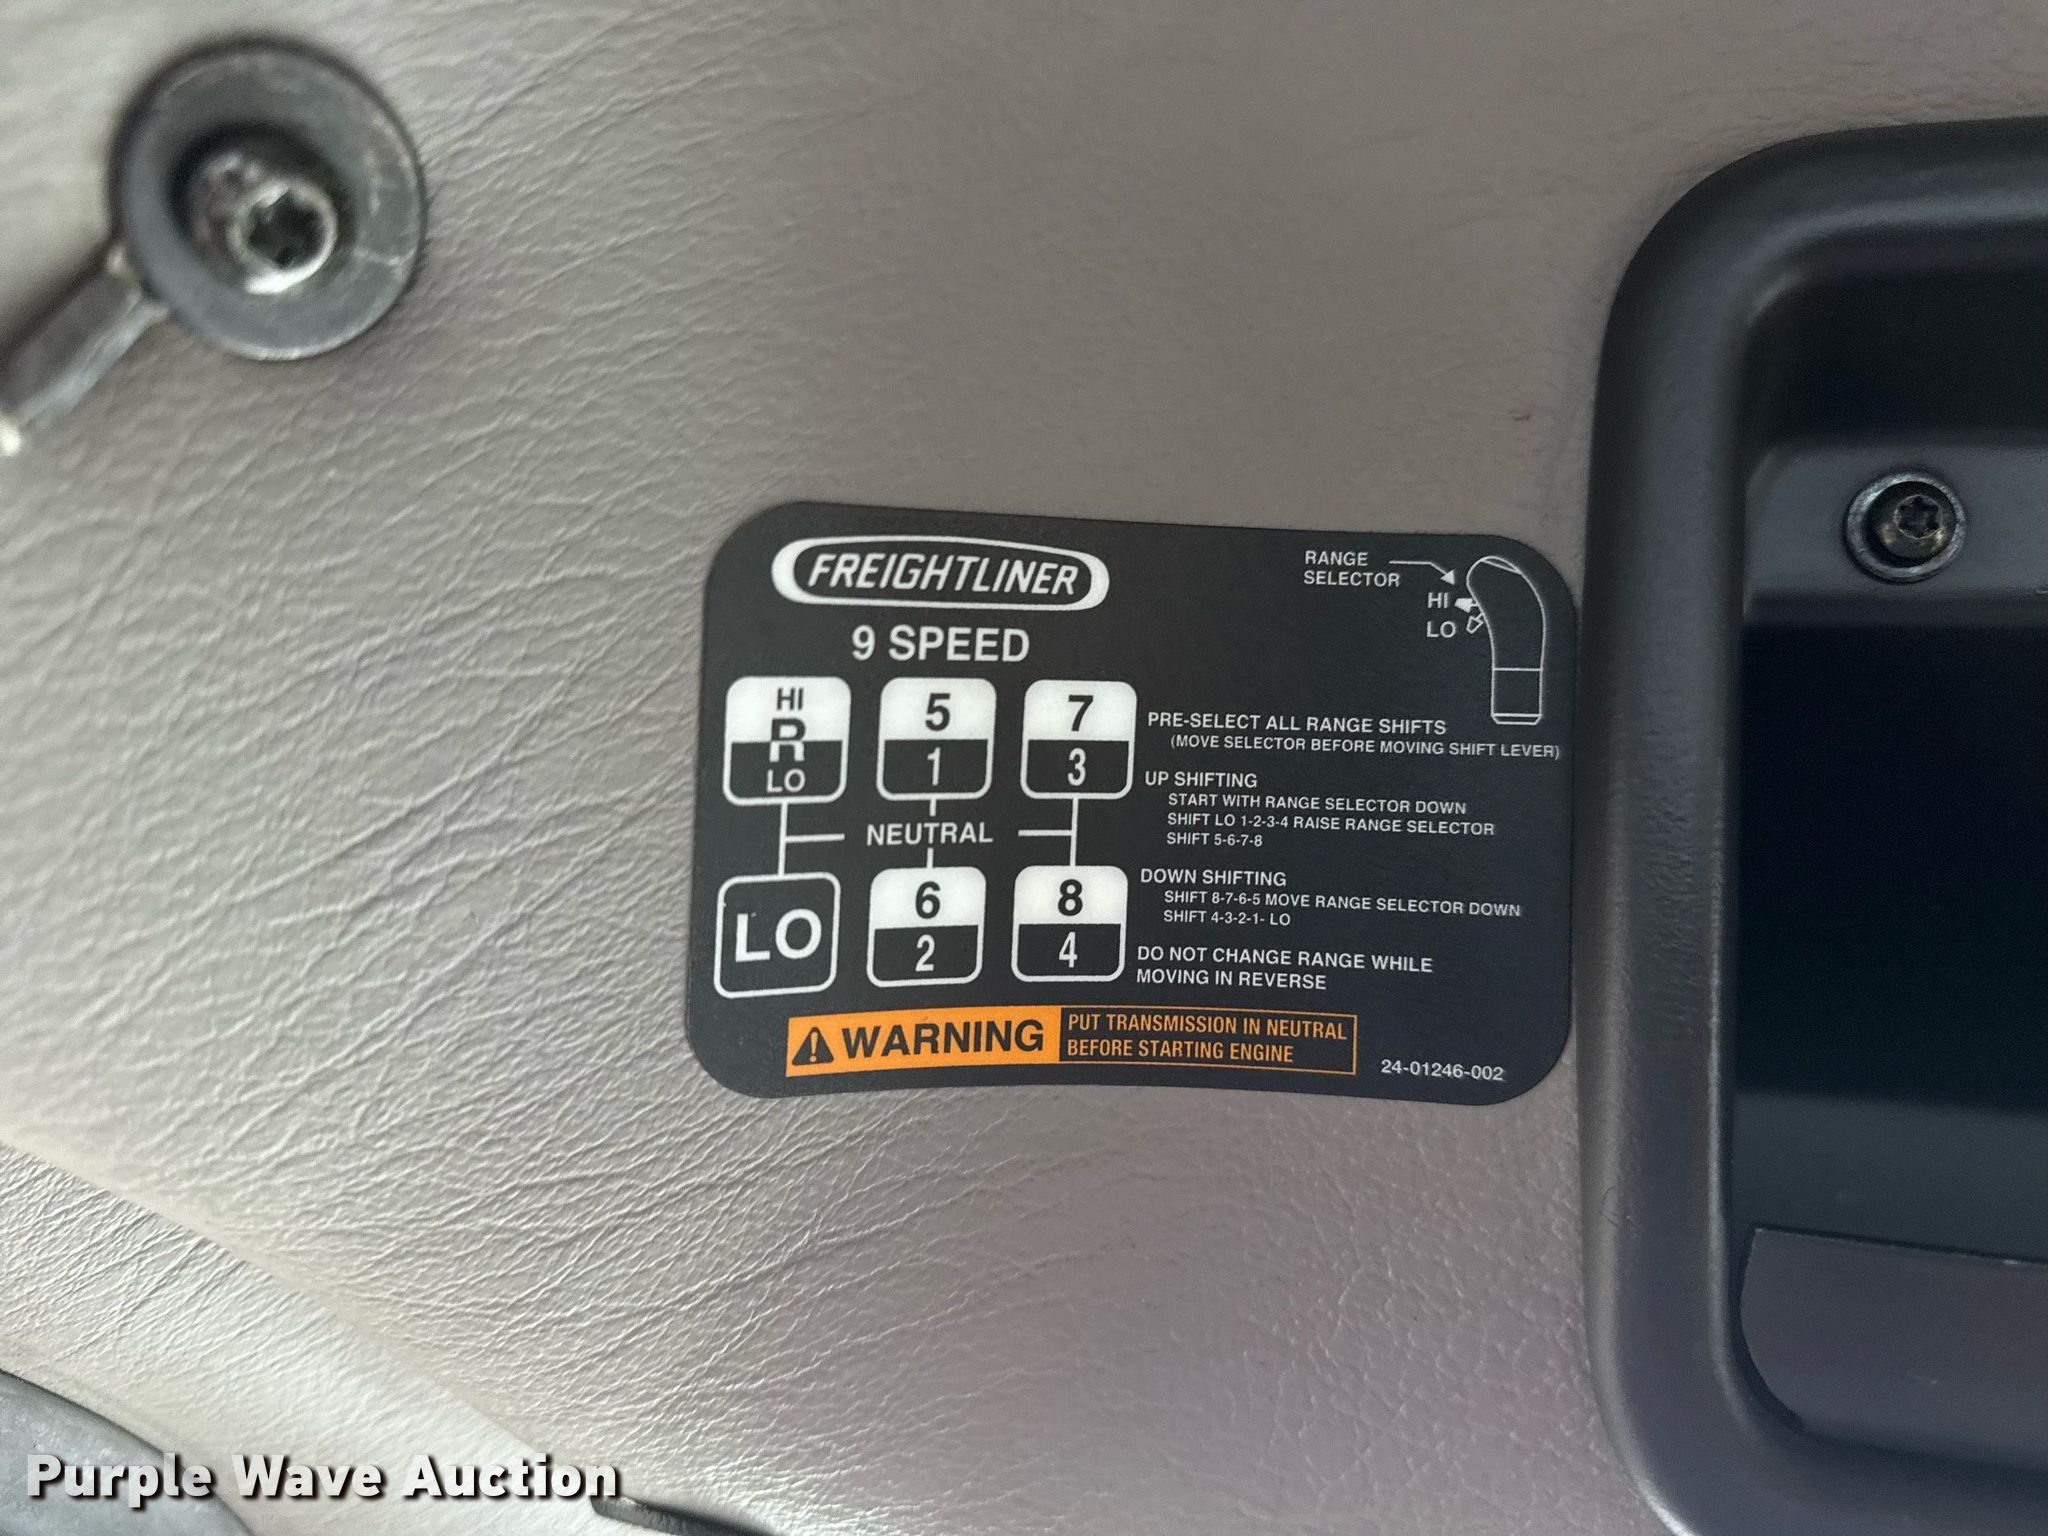 FREIGHTLINER
9 SPEED
RANGE
SELECTOR
HI
LO
HI
R
LO
5
1
7
3
NEUTRAL
LO
6
2
8
4
PRE-SELECT ALL RANGE SHIFTS
(MOVE SELECTOR BEFORE MOVING SHIFT LEVER)
UP SHIFTING
START WITH RANGE SELECTOR DOWN
SHIFT LO 1-2-3-4 RAISE RANGE SELECTOR
SHIFT 5-6-7-8
DOWN SHIFTING
SHIFT 8-7-6-5 MOVE RANGE SELECTOR DOWN
SHIFT 4-3-2-1- LO
DO NOT CHANGE RANGE WHILE
MOVING IN REVERSE
WARNING
PUT TRANSMISSION IN NEUTRAL
BEFORE STARTING ENGINE
24-01246-002
Purple Wave Auction